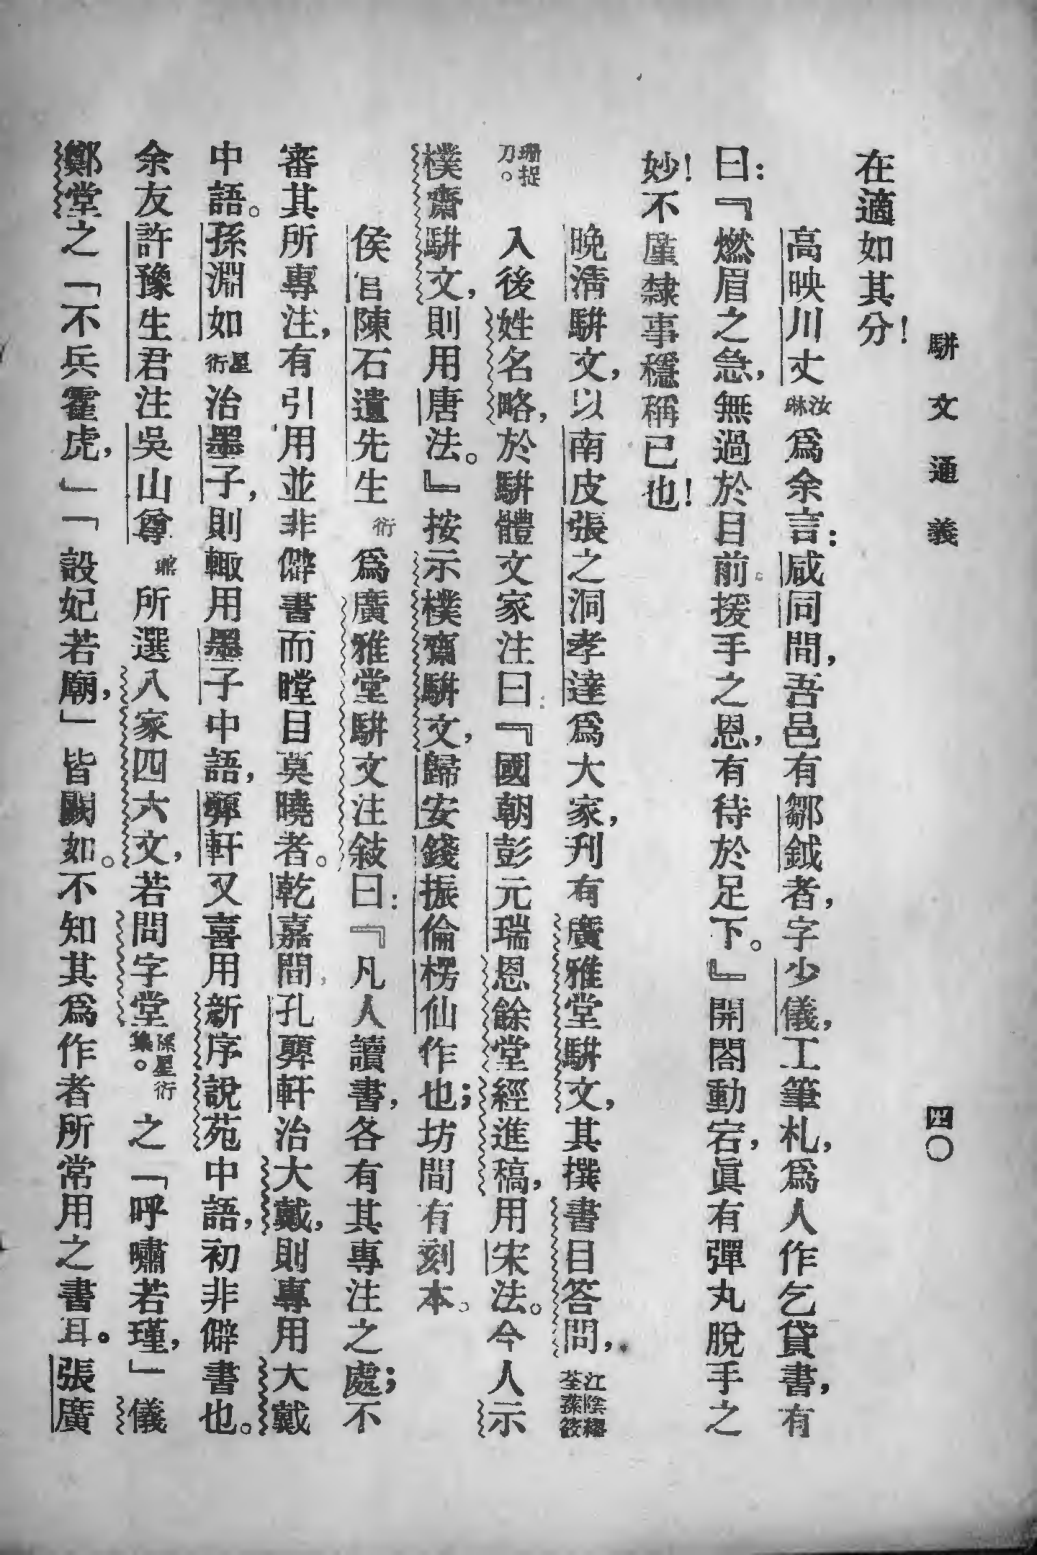 駢文通義
四〇
在適如其分！
高映川丈汝琳爲余言：咸同間，吾邑有鄒鉞者，字少儀，工筆札，爲人作乞貸書，有
曰：『燃眉之急，無過於目前。援手之恩，有待於足下。』開閤動宕，眞有彈丸脫手之
妙！不廑隸事穩稱已也！
晚淸駢文，以南皮張之洞孝達爲大家，刋有廣雅堂駢文，其撰書目答問，江陰繆荃蓀筱
珊捉刀。入後姓名略，於駢體文家注曰：『國朝彭元瑞恩餘堂經進稿，用宋法。今人示
樸齋駢文，則用唐法。』按示樸齋駢文，歸安錢振倫楞仙作也；坊間有刻本。
侯官陳石遺先生衍爲廣雅堂駢文注敍曰：『凡人讀書，各有其專注之處；不
審其所專注，有引用並非僻書而瞠目莫曉者。乾嘉間，孔顨軒治大戴，則專用大戴
中語。孫淵如星衍治墨子，則輙用墨子中語，顨軒又喜用新序說苑中語，初非僻書也。
余友許豫生君注吳山尊鼒所選八家四六文，若問字堂孫星衍集。之「呼嘯若瑾，」儀
鄭堂之「不兵霍虎，」「設妃若廟，」皆闕如。不知其爲作者所常用之書耳。張廣